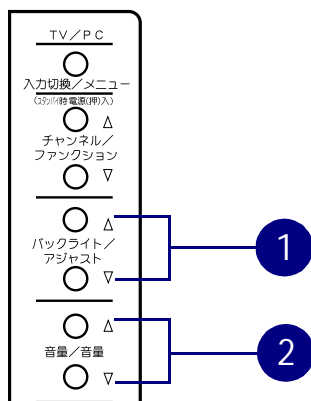 TV／PC
入力切換／メニュー
(スタンバイ時電源(押)入)
△
チャンネル／
ファンクション
▽
△
バックライト／
アジャスト
▽
1
△
音量／音量
▽
2